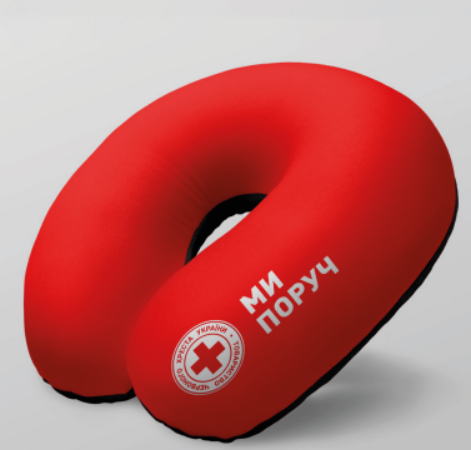 МИ
ПОРУЧ
ТОВАРИСТВО ЧЕРВОНОГО ХРЕСТА УКРАЇНИ